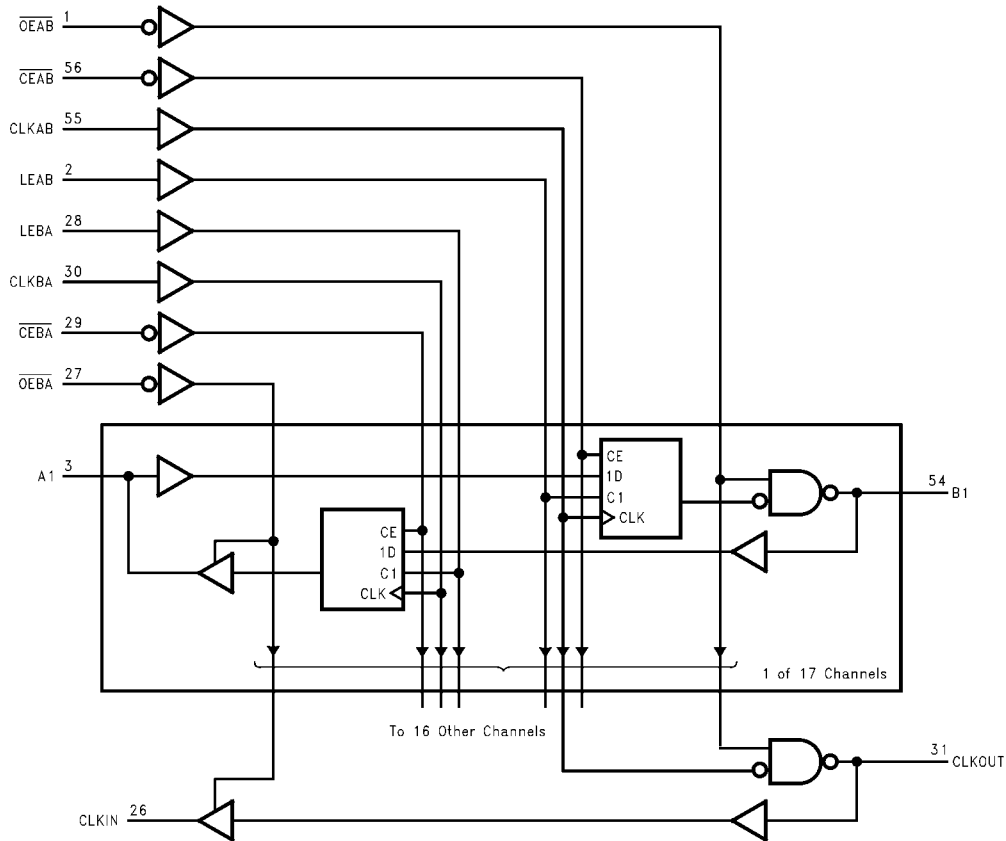 OEAB 1
CEAB 56
CLKAB 55
LEAB 2
LEBA 28
CLKBA 30
CEBA 29
OEBA 27
A1 3
CE
1D
C1
CLK
54 B1
CE
1D
C1
CLK
1 of 17 Channels
To 16 Other Channels
31 CLKOUT
CLKIN 26